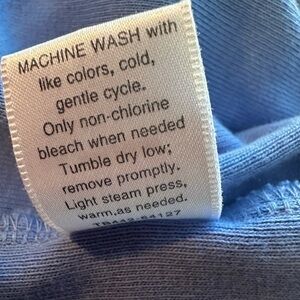 MACHINE WASH with
like colors, cold,
gentle cycle.
Only non-chlorine
bleach when needed
Tumble dry low;
remove promptly.
Light steam press,
warm,as needed.